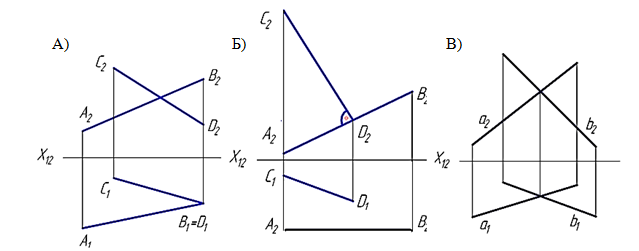 А) Б) В)
C₂ B₂ A₂ D₂ X₁₂ C₁ B₁=D₁ A₁
C₂ B₂ A₂ D₂ X₁₂ C₁ D₁ A₂ B₂
a₂ b₂ X₁₂ a₁ b₁